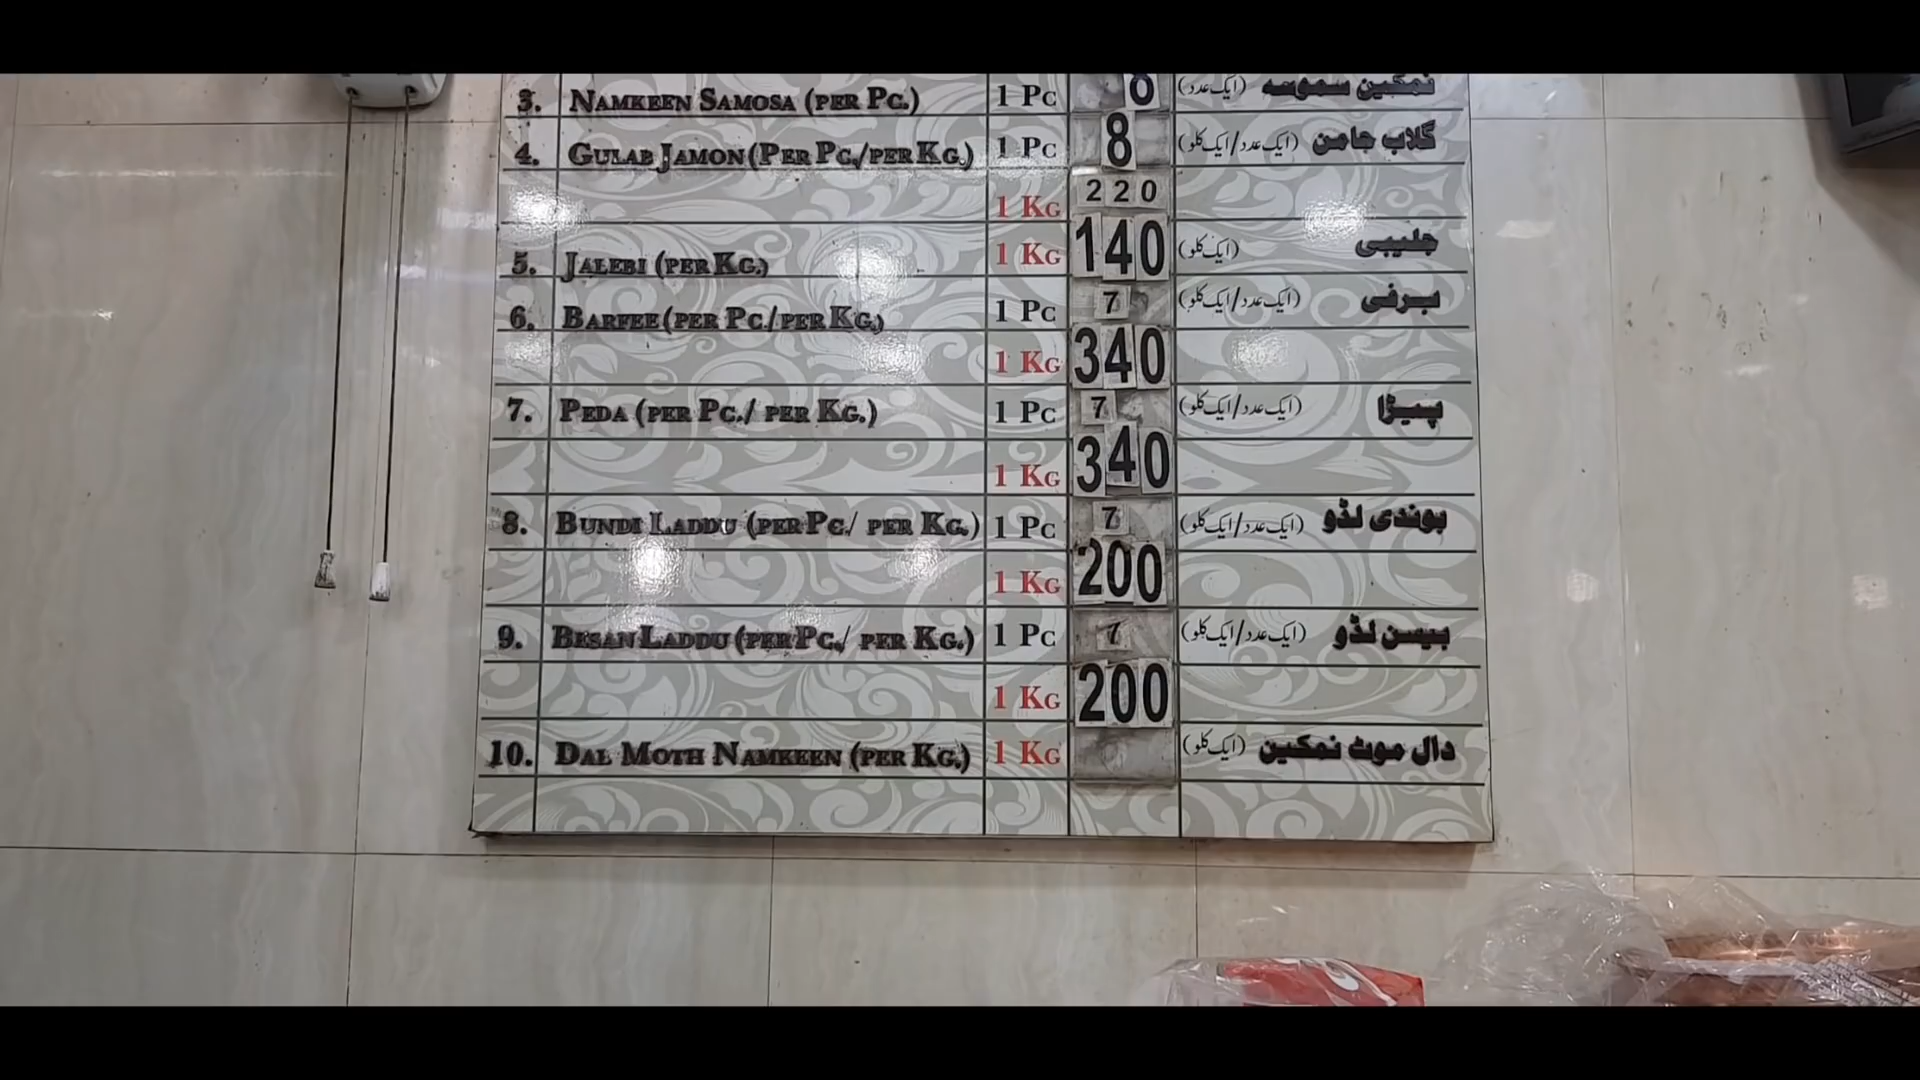 3. NAMKEEN SAMOSA (PER PC.) 1 PC نمکین سموسہ (ایک عدد)
4. GULAB JAMON (PER PC./PER KG.) 1 PC 8 گلاب جامن (ایک عدد/ایک کلو)
1 KG 220
5. JALEBI (PER KG.) 1 KG 140 جلیبی (ایک کلو)
6. BARFEE (PER PC./PER KG.) 1 PC 7 برفی (ایک عدد/ایک کلو)
1 KG 340
7. PEDA (PER PC./ PER KG.) 1 PC 7 پیڑا (ایک عدد/ایک کلو)
1 KG 340
8. BUNDI LADDU (PER PC./ PER KG.) 1 PC 7 بوندی لڈو (ایک عدد/ایک کلو)
1 KG 200
9. BESAN LADDU (PER PC./ PER KG.) 1 PC 7 بیسن لڈو (ایک عدد/ایک کلو)
1 KG 200
10. DAL MOTH NAMKEEN (PER KG.) 1 KG دال موٹ نمکین (ایک کلو)